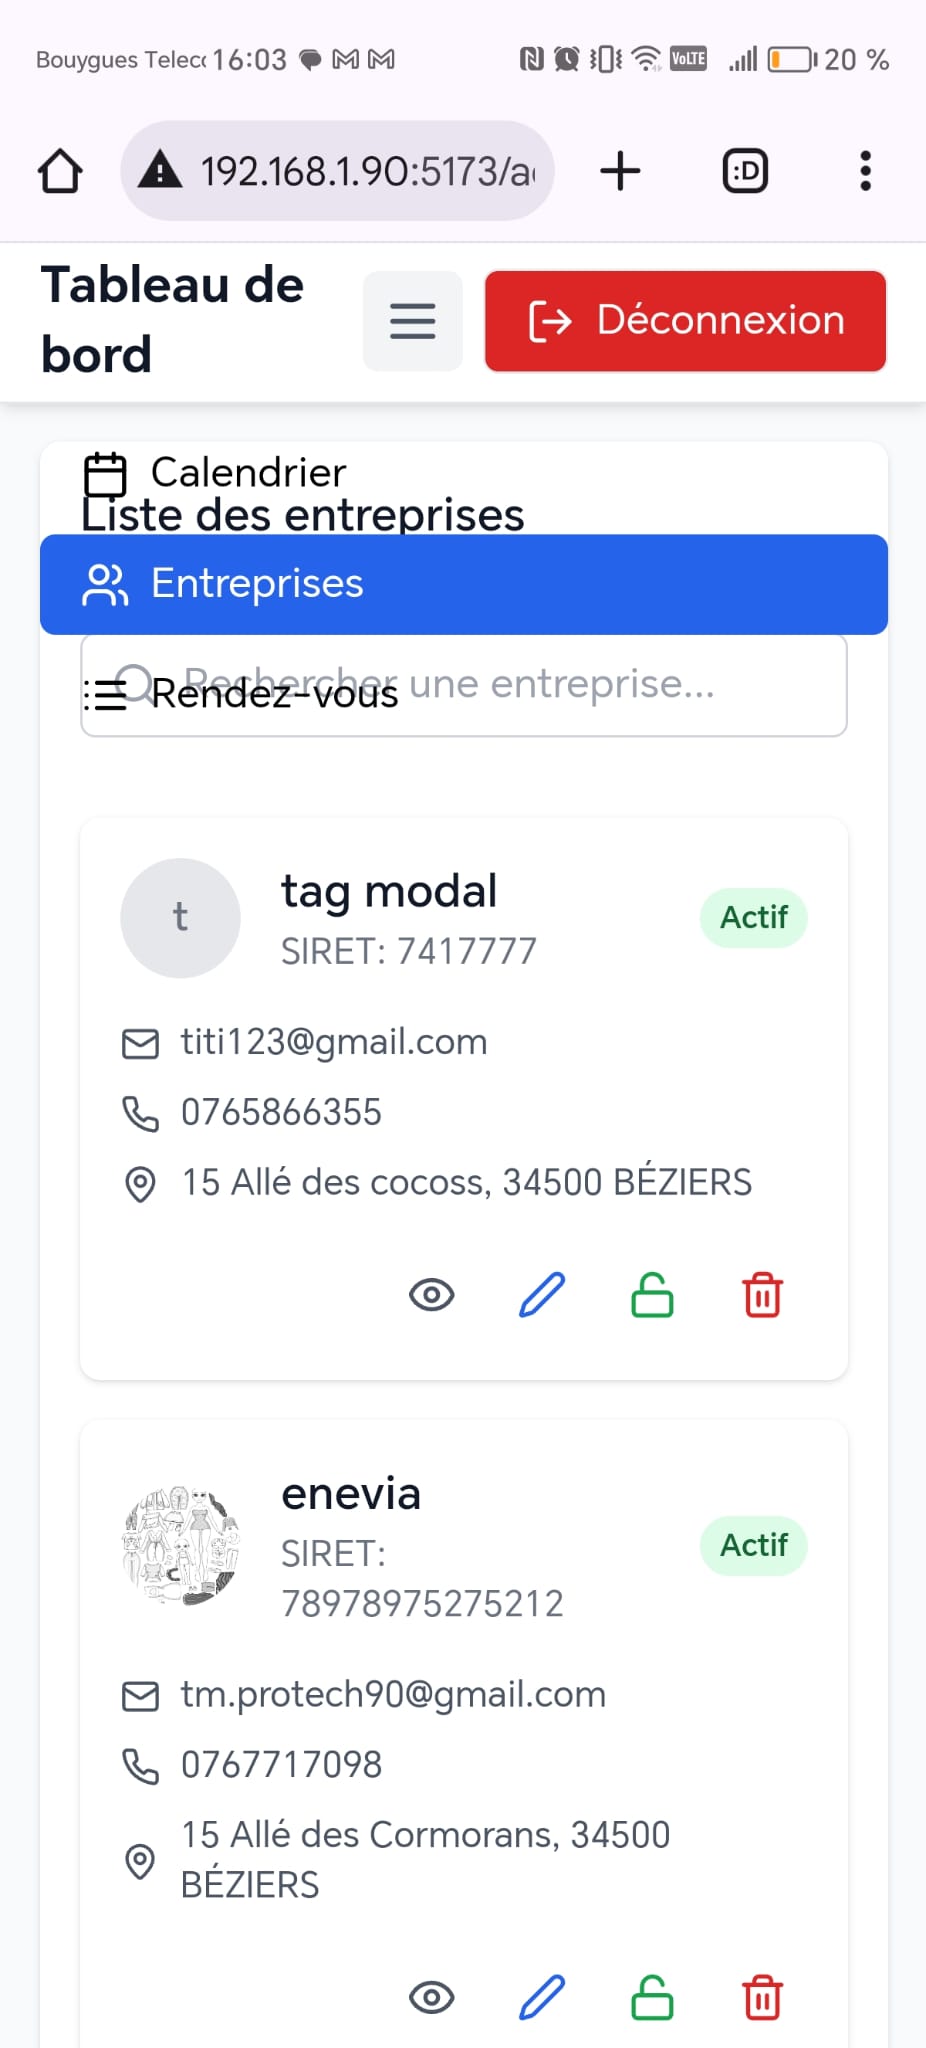 Bouygues Telec 16:03 VoLTE 20 %
192.168.1.90:5173/a
Tableau de
bord
Déconnexion
Calendrier
Liste des entreprises
Entreprises
Rechercher une entreprise...
Rendez-vous
t
tag modal
SIRET: 7417777
Actif
titi123@gmail.com
0765866355
15 Allé des cocoss, 34500 BÉZIERS
enevia
SIRET:
78978975275212
Actif
tm.protech90@gmail.com
0767717098
15 Allé des Cormorans, 34500
BÉZIERS